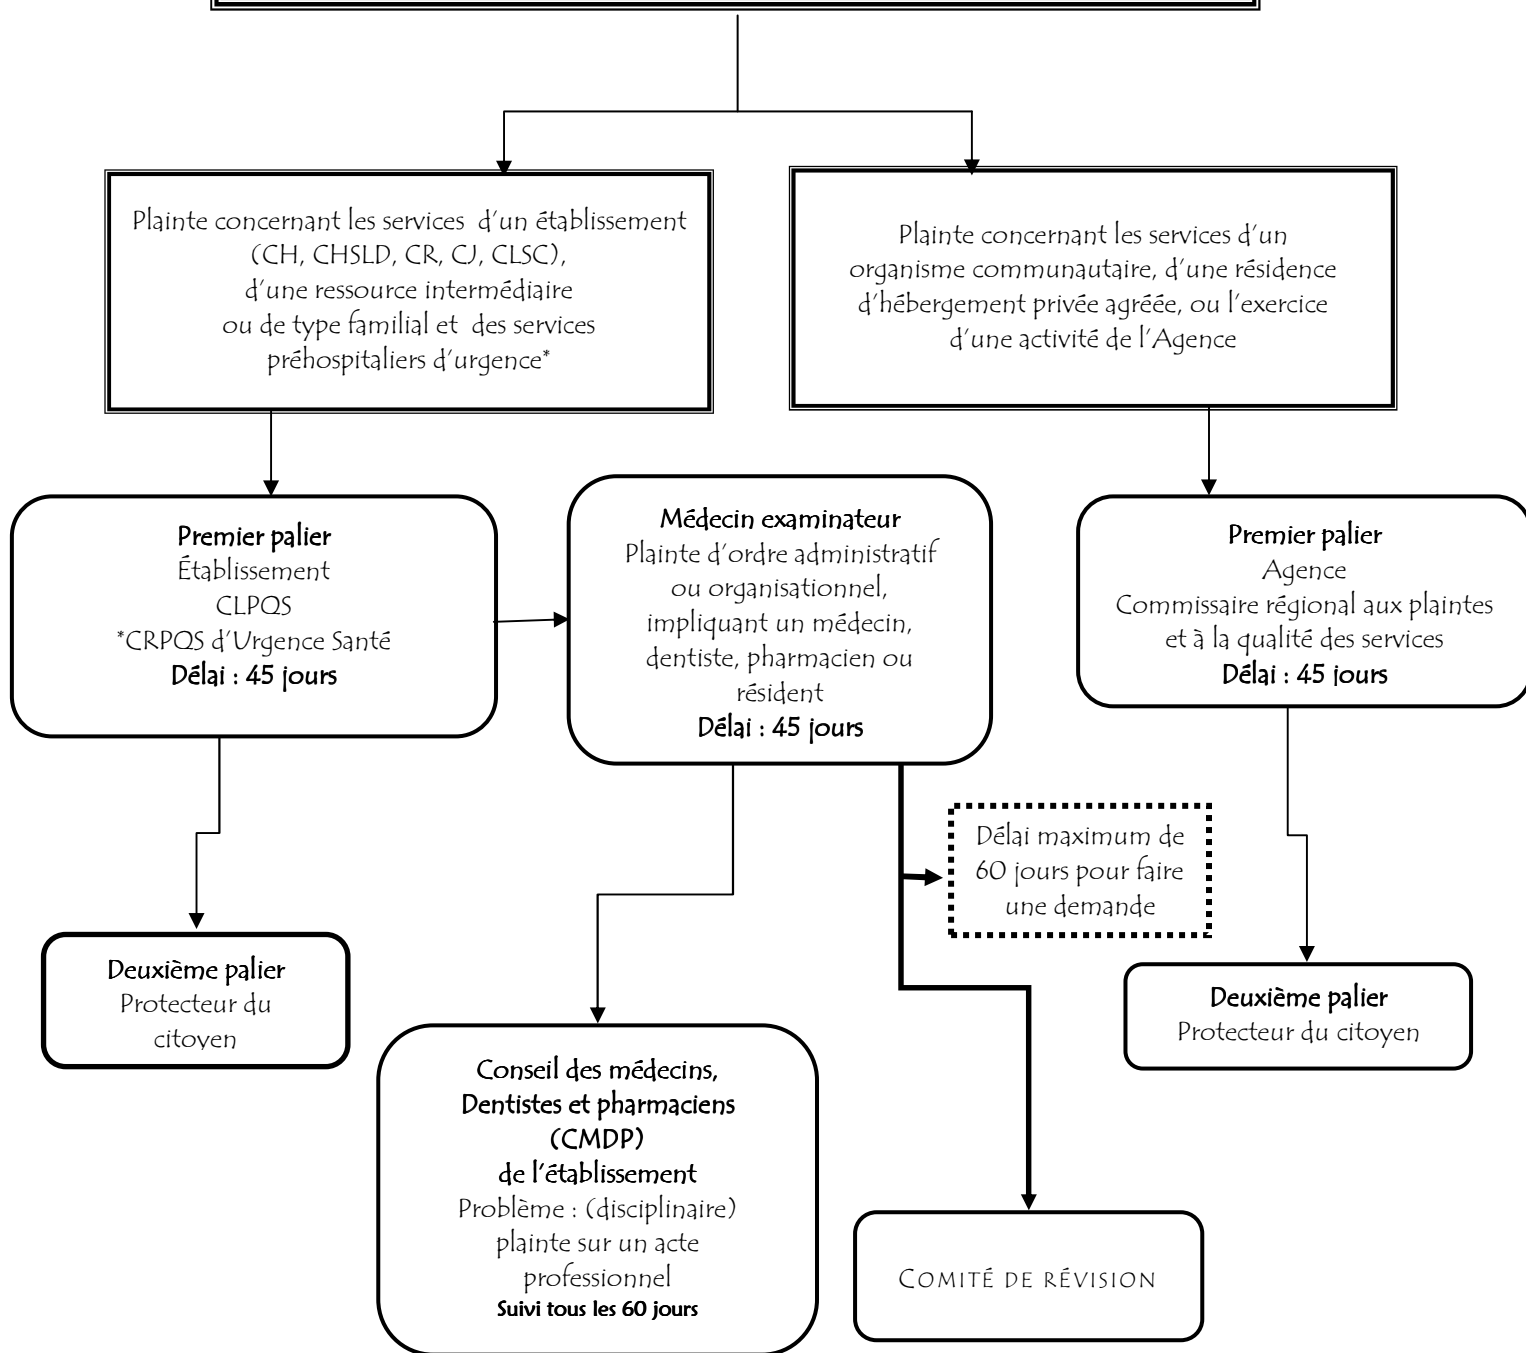 Plainte concernant les services d'un établissement
(CH, CHSLD, CR, CJ, CLSC),
d'une ressource intermédiaire
ou de type familial et des services
préhospitaliers d'urgence*
Plainte concernant les services d'un
organisme communautaire, d'une résidence
d'hébergement privée agréée, ou l'exercice
d'une activité de l'Agence
Premier palier
Établissement
CLPQS
*CRPQS d'Urgence Santé
Délai : 45 jours
Médecin examinateur
Plainte d'ordre administratif
ou organisationnel,
impliquant un médecin,
dentiste, pharmacien ou
résident
Délai : 45 jours
Premier palier
Agence
Commissaire régional aux plaintes
et à la qualité des services
Délai : 45 jours
Délai maximum de
60 jours pour faire
une demande
Deuxième palier
Protecteur du
citoyen
Deuxième palier
Protecteur du citoyen
Conseil des médecins,
Dentistes et pharmaciens
(CMDP)
de l'établissement
Problème : (disciplinaire)
plainte sur un acte
professionnel
Suivi tous les 60 jours
COMITÉ DE RÉVISION